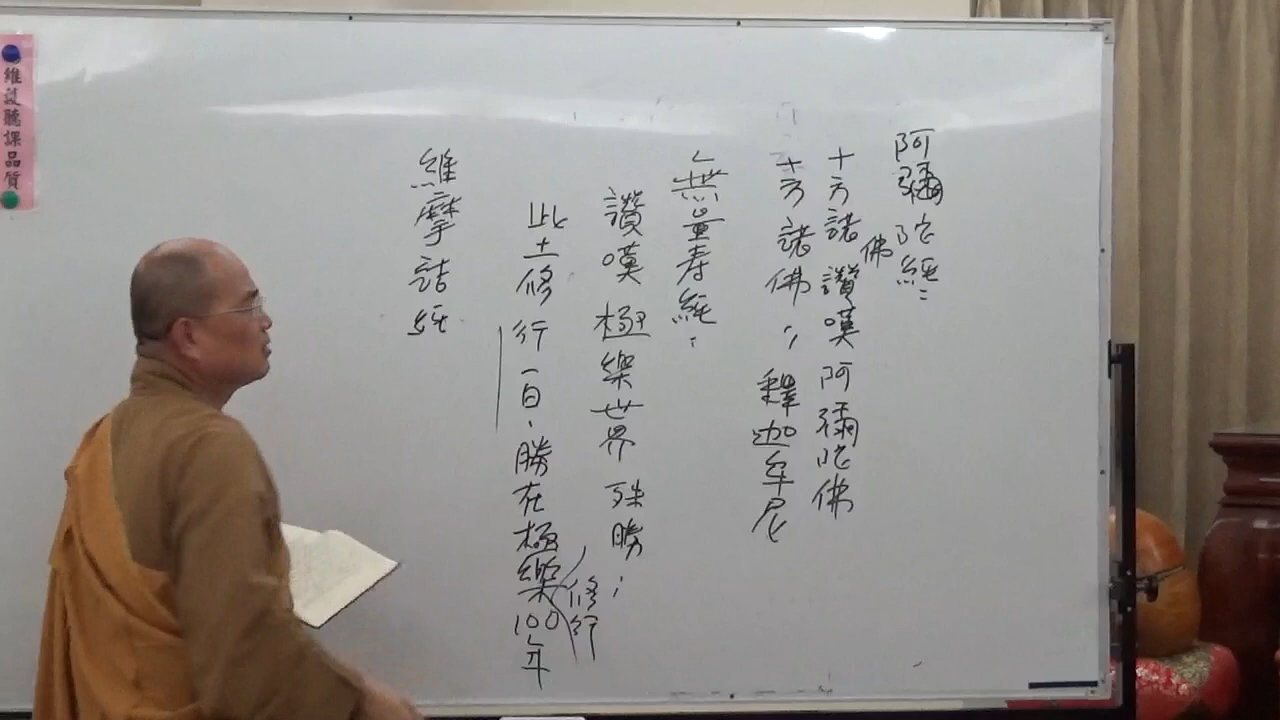 阿彌陀經：
十方諸佛讚嘆阿彌陀佛
十方諸佛；釋迦牟尼
無量寿經：
讚嘆極樂世界殊勝；
此土修行一日，勝在極樂修行100年
維摩詰經
維護聽課品質